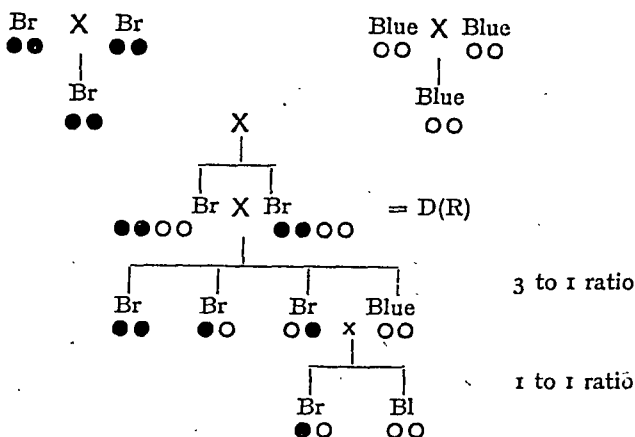 Br X Br Blue X Blue
Br Blue
X
Br X Br = D(R)
3 to 1 ratio
Br Br Br Blue
x
1 to 1 ratio
Br Bl